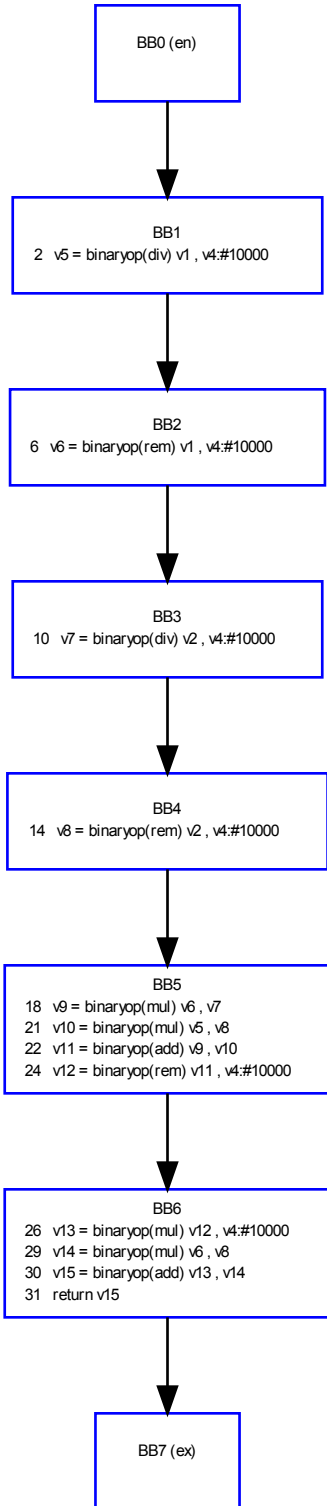 BB0 (en)
BB1
2 v5 = binaryop(div) v1 , v4:#10000
BB2
6 v6 = binaryop(rem) v1 , v4:#10000
BB3
10 v7 = binaryop(div) v2 , v4:#10000
BB4
14 v8 = binaryop(rem) v2 , v4:#10000
BB5
18 v9 = binaryop(mul) v6 , v7
21 v10 = binaryop(mul) v5 , v8
22 v11 = binaryop(add) v9 , v10
24 v12 = binaryop(rem) v11 , v4:#10000
BB6
26 v13 = binaryop(mul) v12 , v4:#10000
29 v14 = binaryop(mul) v6 , v8
30 v15 = binaryop(add) v13 , v14
31 return v15
BB7 (ex)